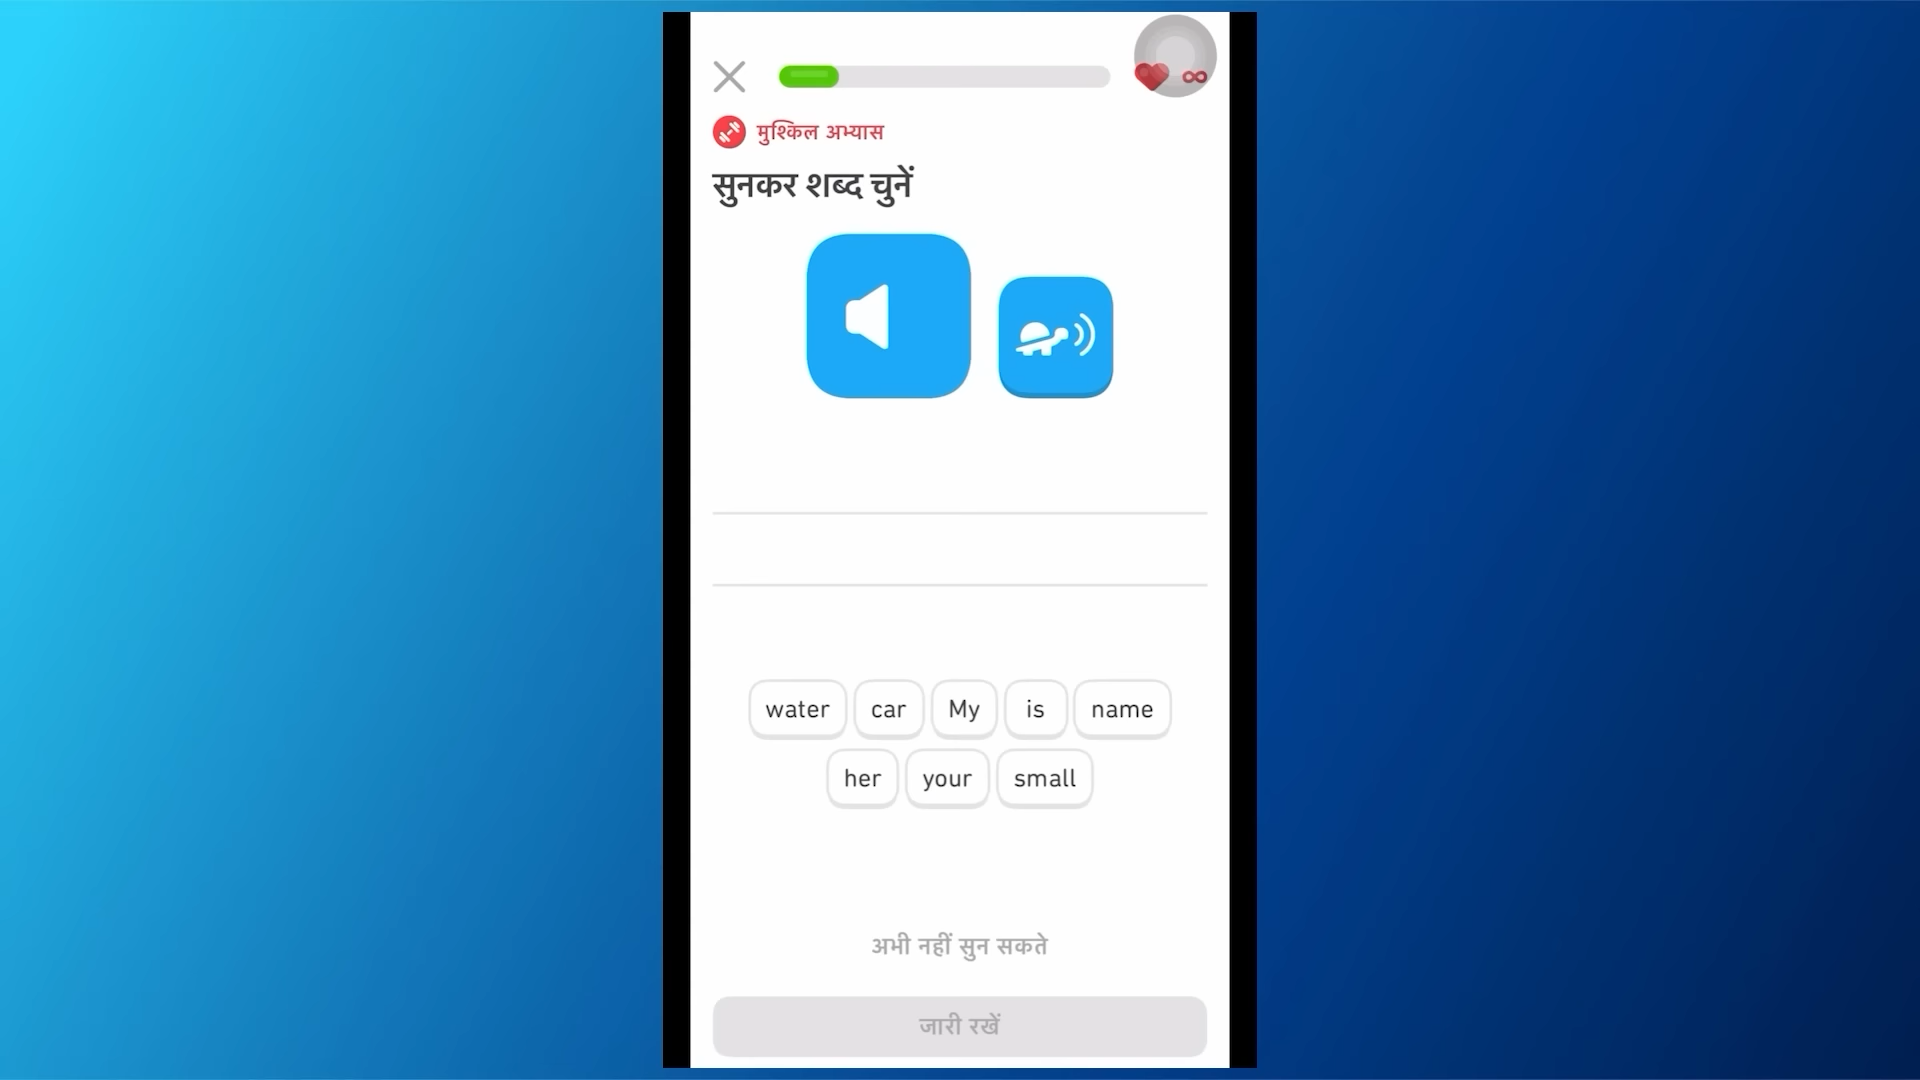 मुश्किल अभ्यास
सुनकर शब्द चुनें
water car My is name
her your small
अभी नहीं सुन सकते
जारी रखें